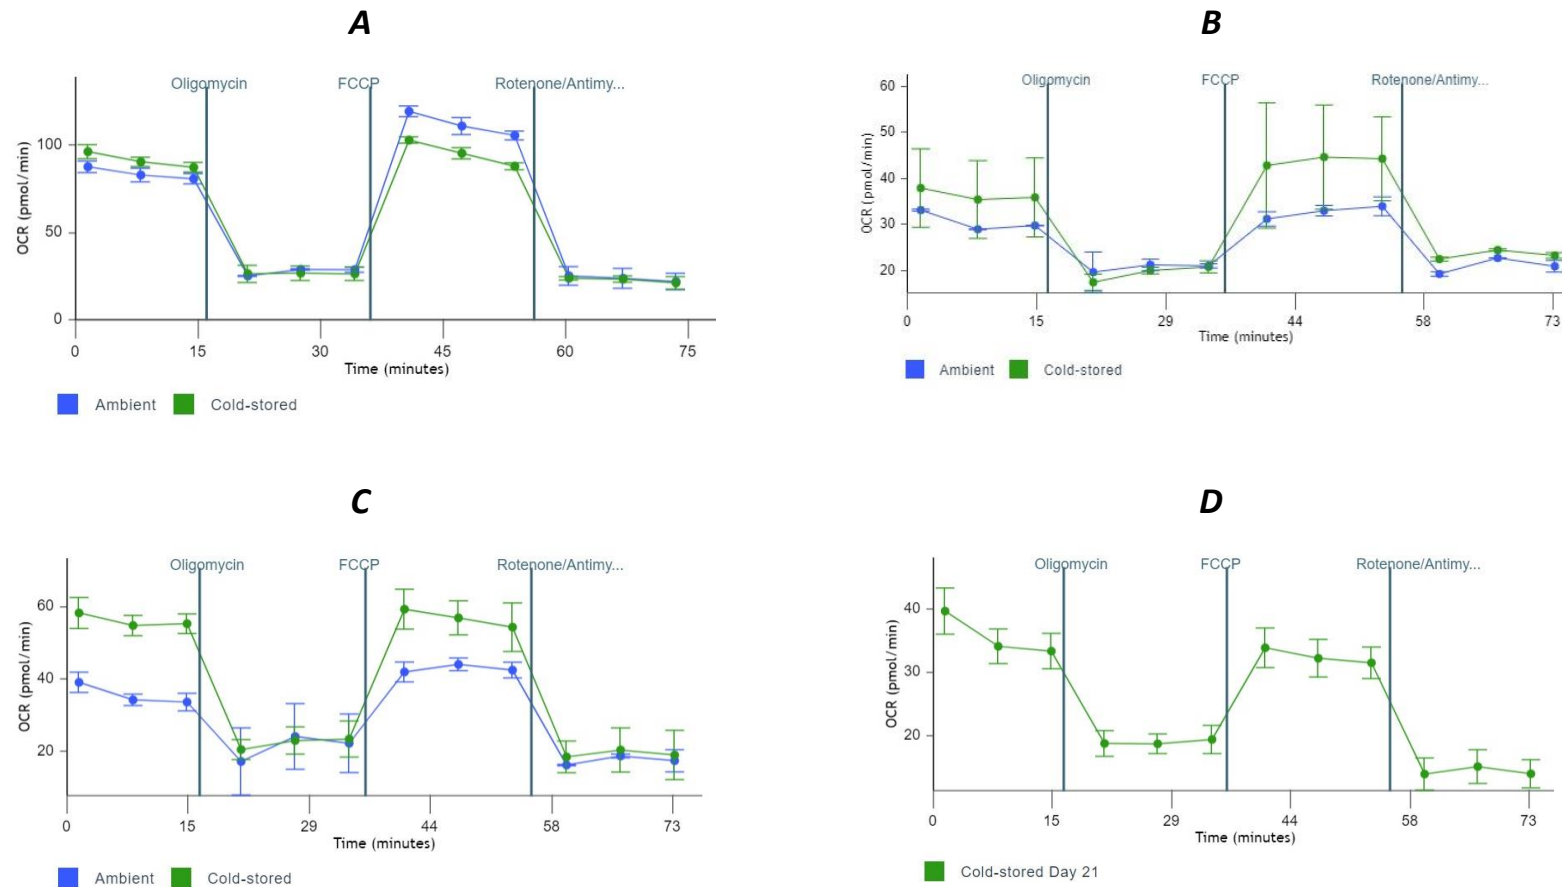 A
Oligomycin FCCP Rotenone/Antimy...
100
50
0
OCR (pmol/min)
0 15 30 45 60 75
Time (minutes)
Ambient Cold-stored
B
Oligomycin FCCP Rotenone/Antimy...
60
50
40
30
20
OCR (pmol/min)
0 15 29 44 58 73
Time (minutes)
Ambient Cold-stored
C
Oligomycin FCCP Rotenone/Antimy...
60
40
20
OCR (pmol/min)
0 15 29 44 58 73
Time (minutes)
Ambient Cold-stored
D
Oligomycin FCCP Rotenone/Antimy...
40
30
20
OCR (pmol/min)
0 15 29 44 58 73
Time (minutes)
Cold-stored Day 21